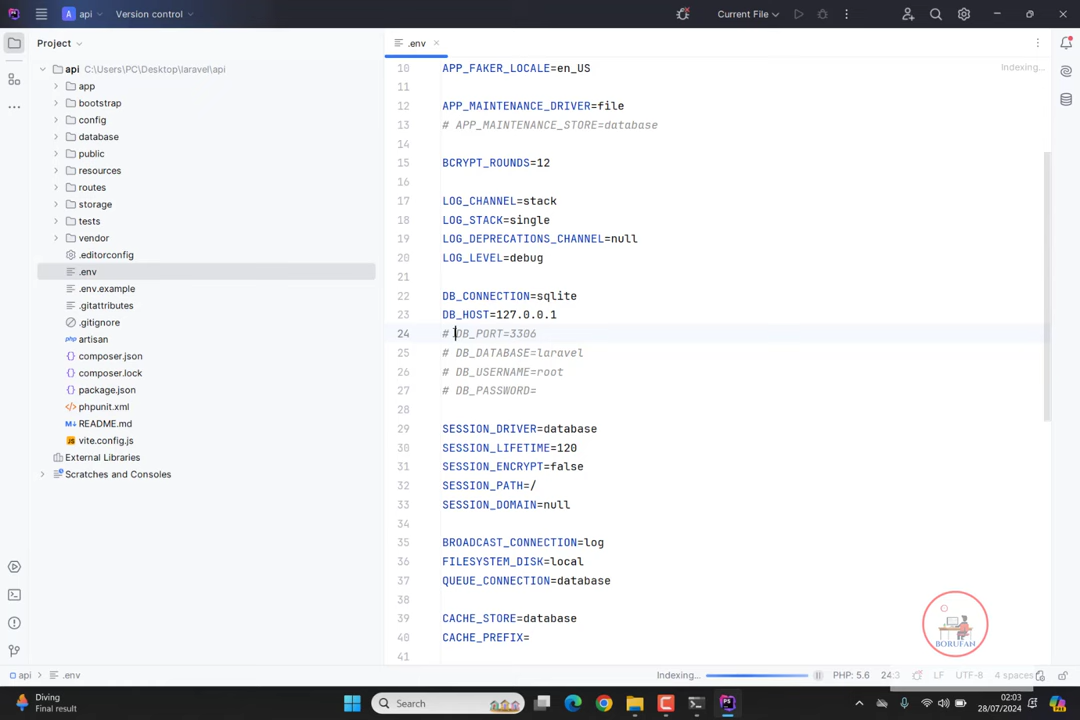 api
Version control
Current File
Project
.env
api C:\Users\PC\Desktop\laravel\api
app
bootstrap
config
database
public
resources
routes
storage
tests
vendor
.editorconfig
.env
.env.example
.gitattributes
.gitignore
artisan
composer.json
composer.lock
package.json
phpunit.xml
README.md
vite.config.js
External Libraries
Scratches and Consoles
Indexing...
10 APP_FAKER_LOCALE=en_US
11
12 APP_MAINTENANCE_DRIVER=file
13 # APP_MAINTENANCE_STORE=database
14
15 BCRYPT_ROUNDS=12
16
17 LOG_CHANNEL=stack
18 LOG_STACK=single
19 LOG_DEPRECATIONS_CHANNEL=null
20 LOG_LEVEL=debug
21
22 DB_CONNECTION=sqlite
23 DB_HOST=127.0.0.1
24 # DB_PORT=3306
25 # DB_DATABASE=laravel
26 # DB_USERNAME=root
27 # DB_PASSWORD=
28
29 SESSION_DRIVER=database
30 SESSION_LIFETIME=120
31 SESSION_ENCRYPT=false
32 SESSION_PATH=/
33 SESSION_DOMAIN=null
34
35 BROADCAST_CONNECTION=log
36 FILESYSTEM_DISK=local
37 QUEUE_CONNECTION=database
38
39 CACHE_STORE=database
40 CACHE_PREFIX=
41
BORUFAN
api > .env
Indexing... PHP: 5.6 24:3 LF UTF-8 4 spaces
Diving
Final result
Search
02:03
28/07/2024